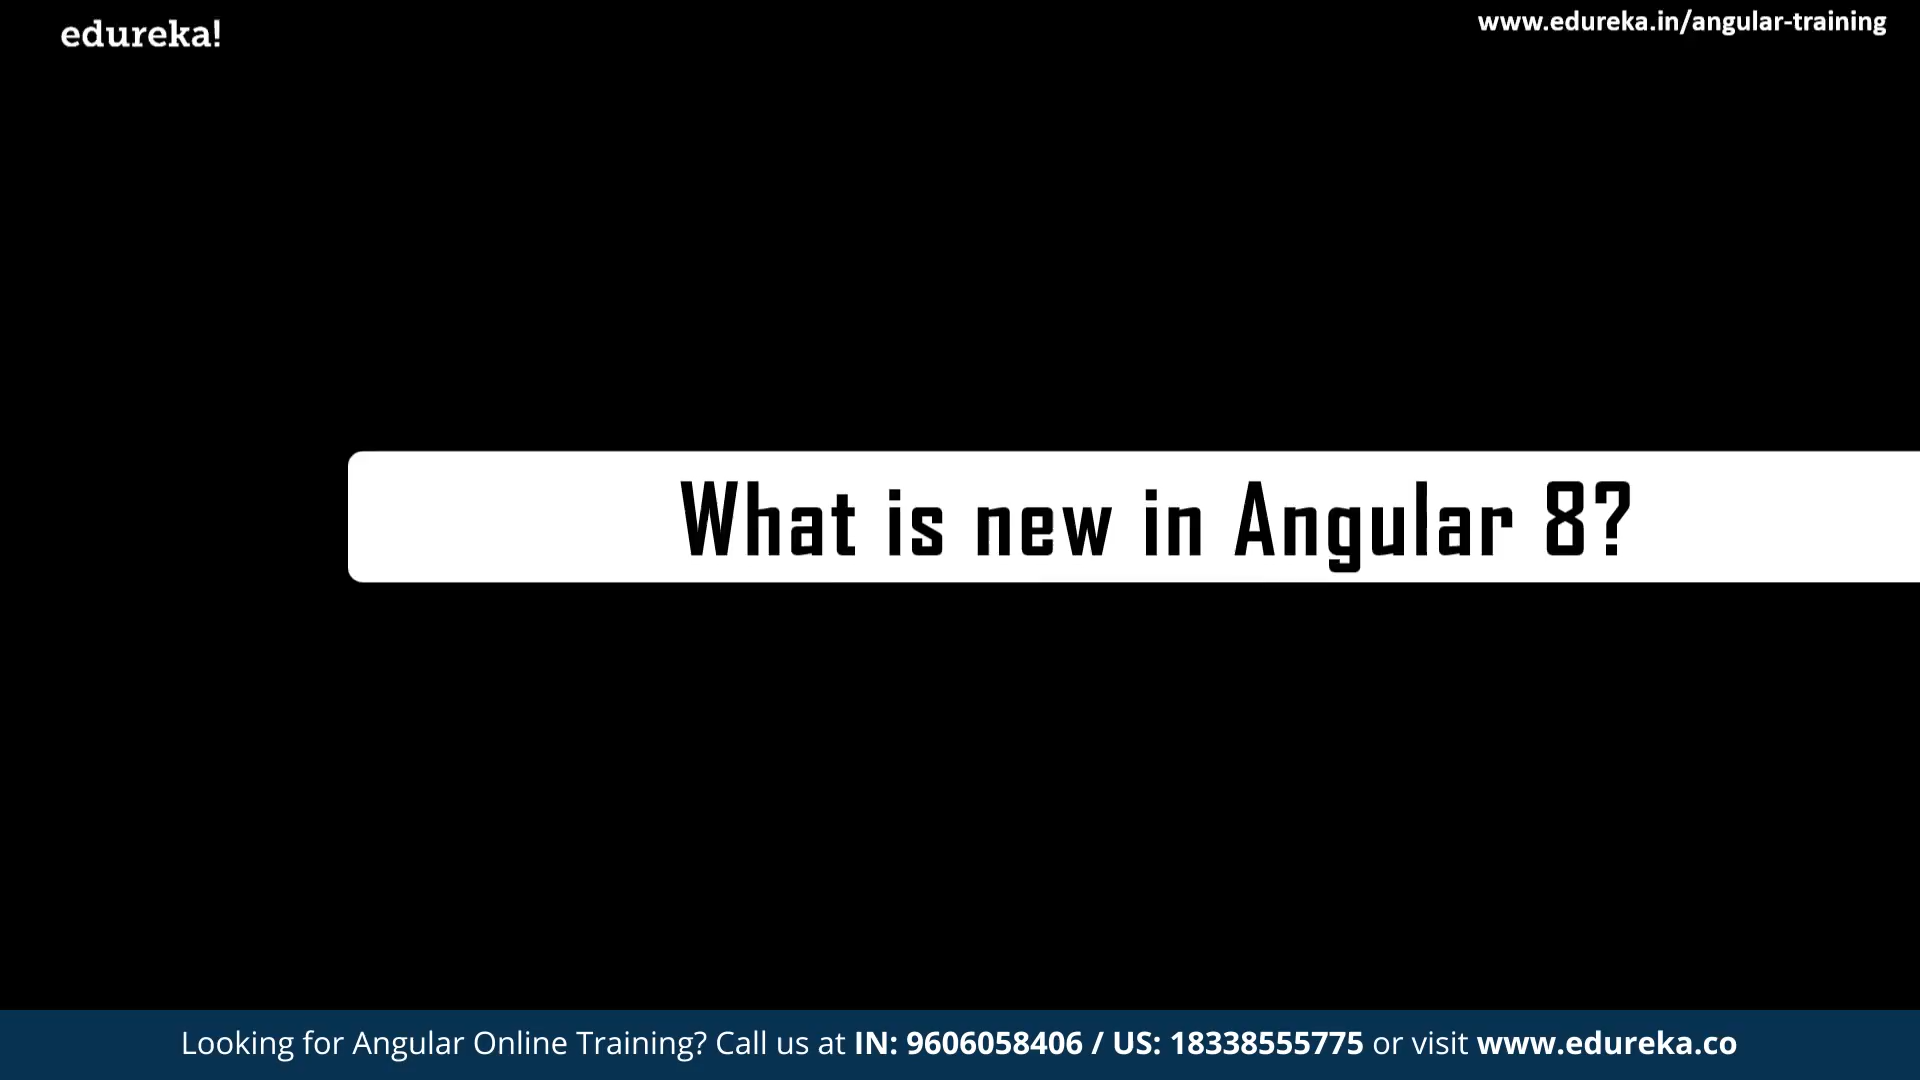 edureka!
www.edureka.in/angular-training
What is new in Angular 8?
Looking for Angular Online Training? Call us at IN: 9606058406 / US: 18338555775 or visit www.edureka.co